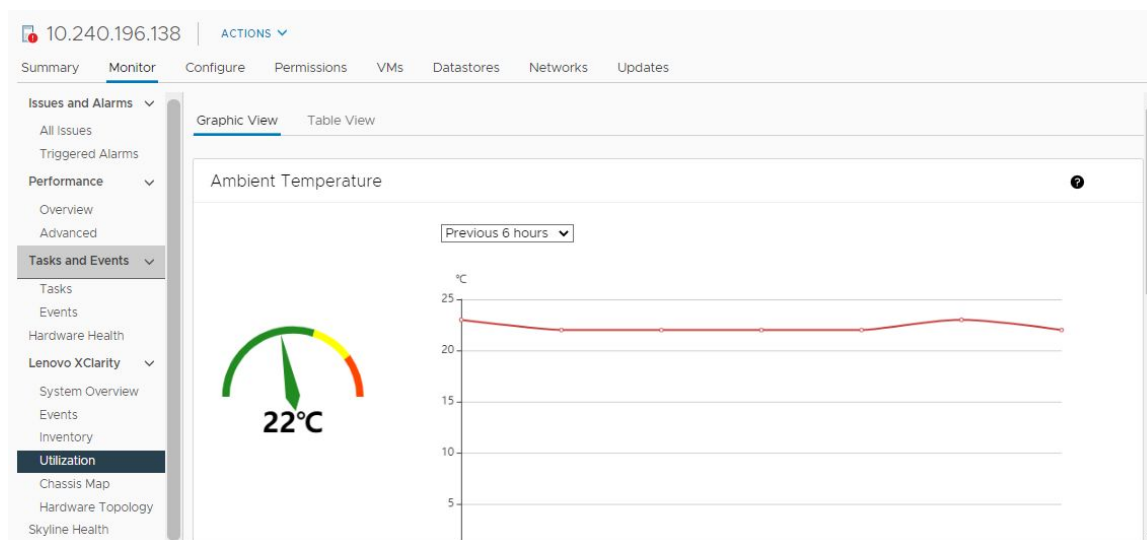 10.240.196.138 ACTIONS
Summary Monitor Configure Permissions VMs Datastores Networks Updates
Issues and Alarms
All Issues
Triggered Alarms
Performance
Overview
Advanced
Tasks and Events
Tasks
Events
Hardware Health
Lenovo XClarity
System Overview
Events
Inventory
Utilization
Chassis Map
Hardware Topology
Skyline Health
Graphic View Table View
Ambient Temperature
?
Previous 6 hours
°C
25
20
15
10
5
22°C